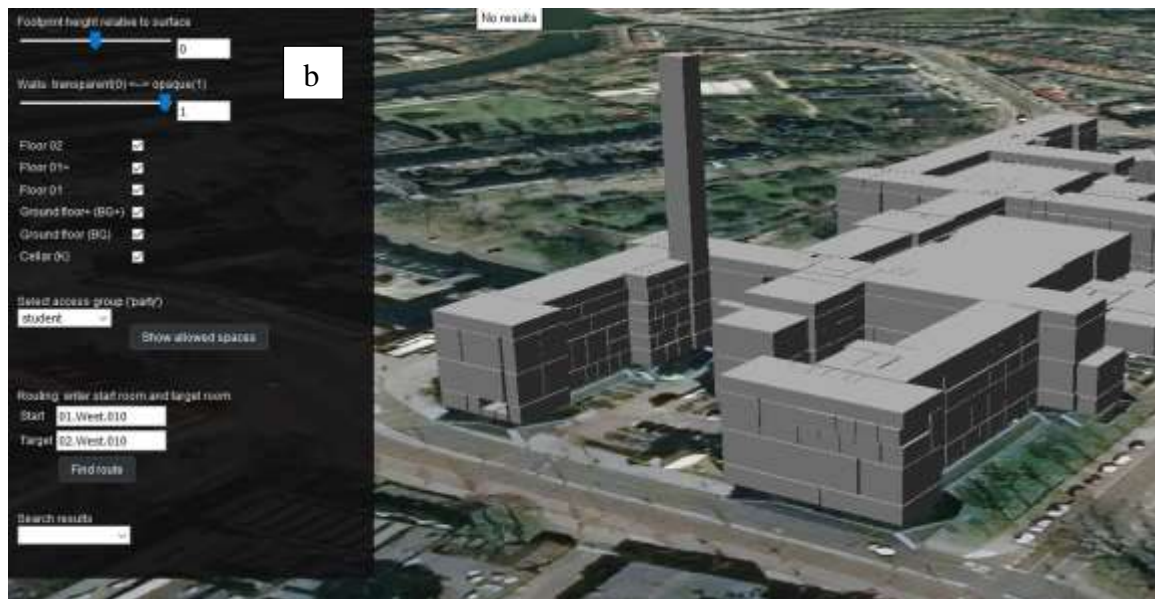 No results
Footprint height relative to surface
0
b
Walls: transparent(0) <--> opaque(1)
1
Floor 02
Floor 01+
Floor 01
Ground floor+ (BG+)
Ground floor (BG)
Cellar (K)
Select access group ('party')
student
Show allowed spaces
Routing: enter start room and target room
Start 01.West.010
Target 02.West.010
Find route
Search results